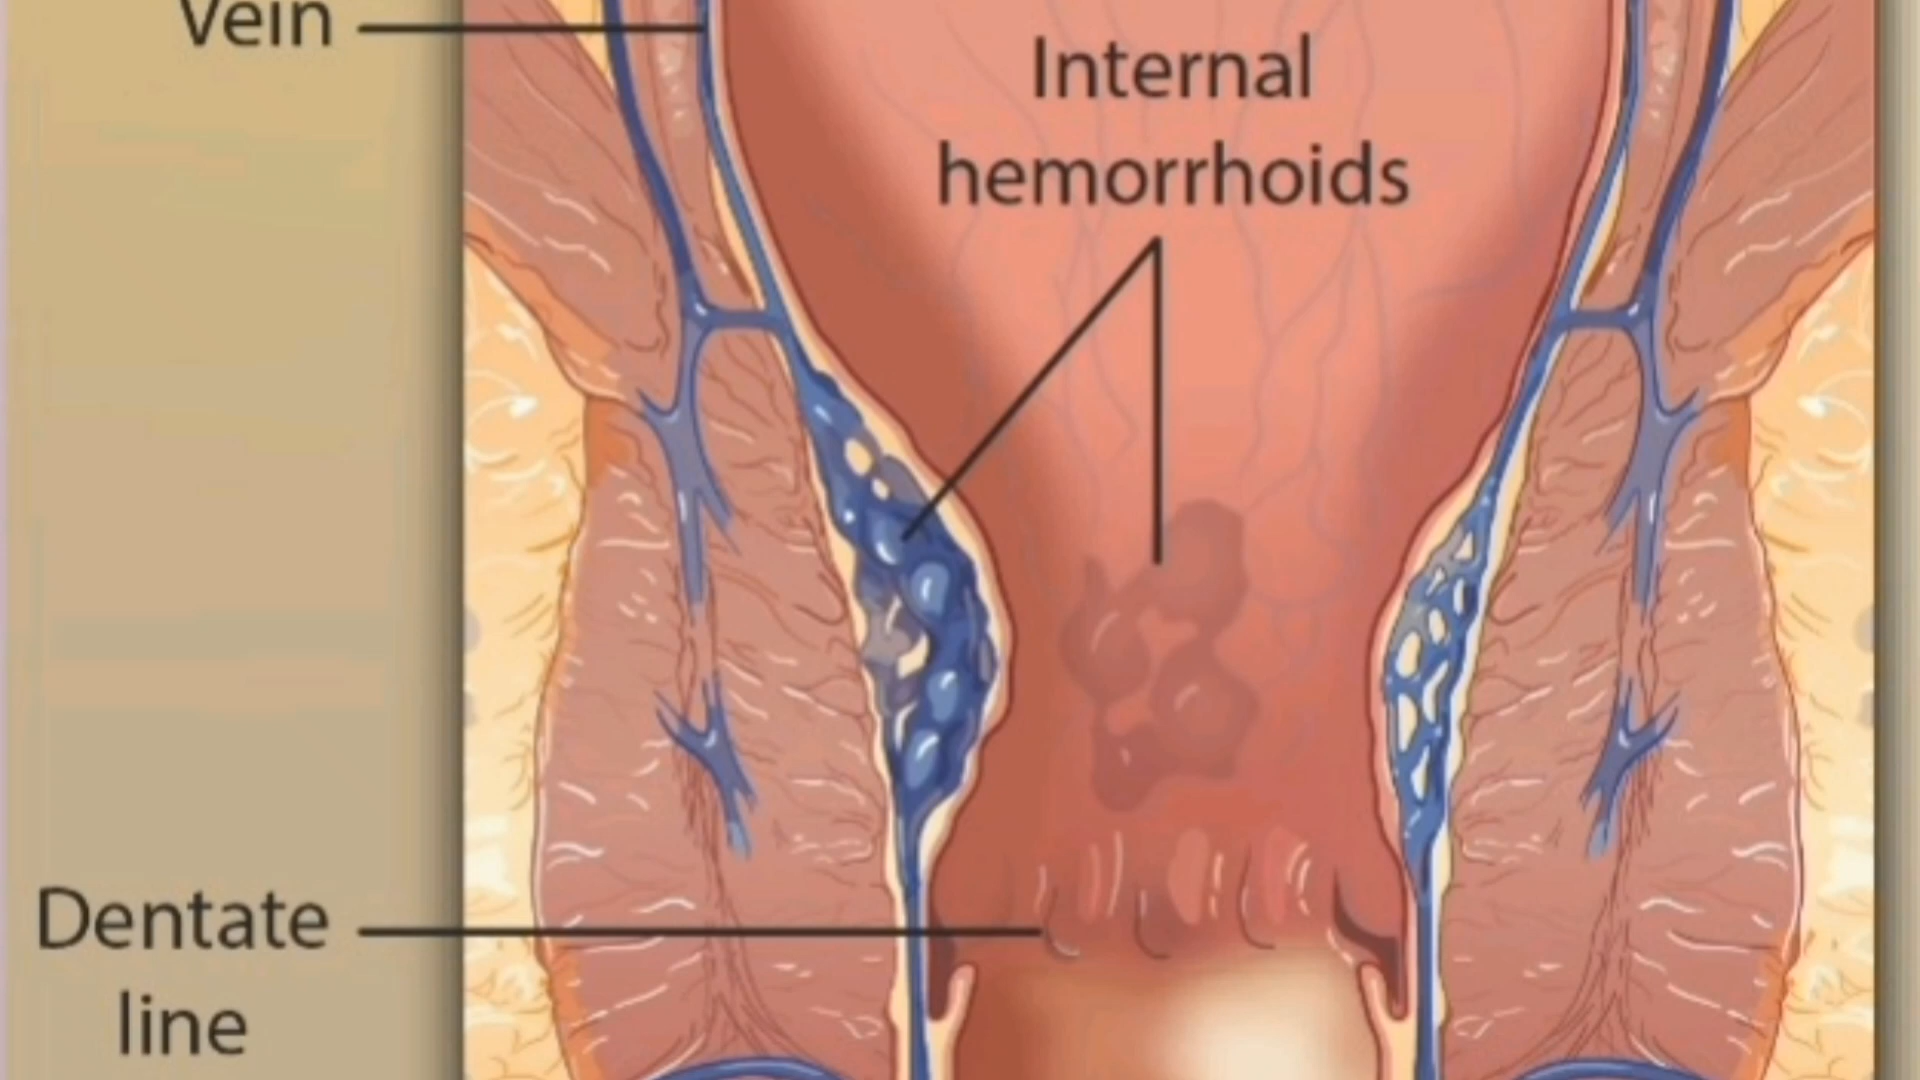 Vein
Internal
hemorrhoids
Dentate
line